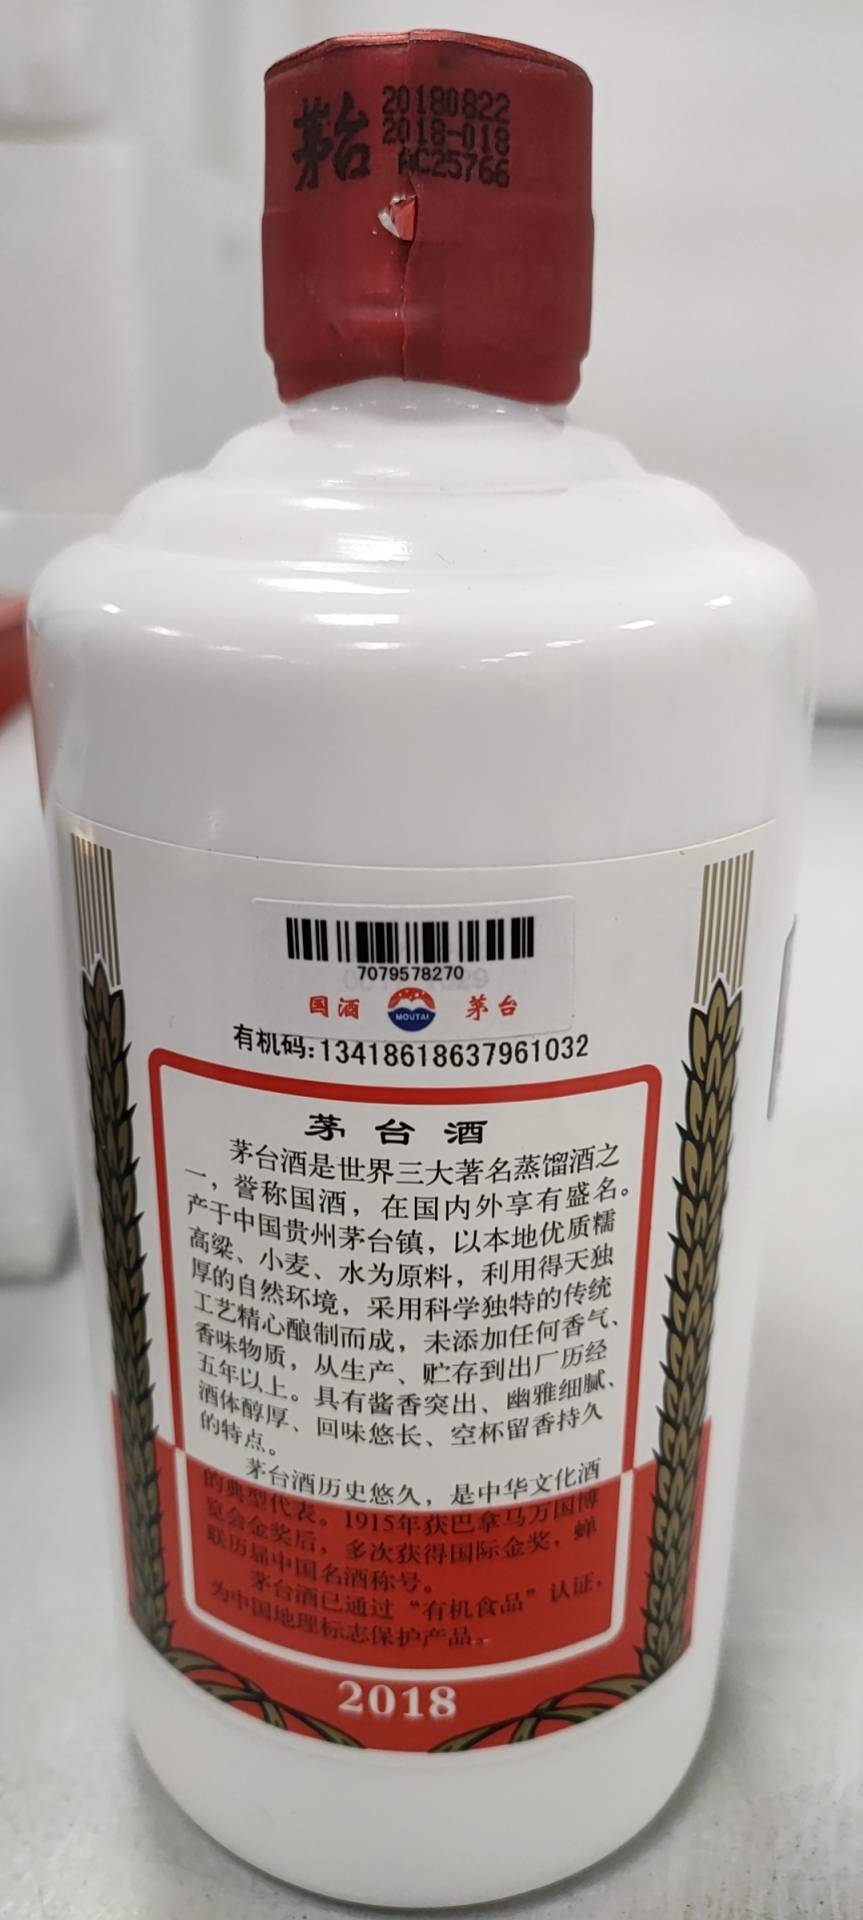 茅台
20180822
2018-018
AC25766
7079578270
国酒 MOUTAI 茅台
有机码:13418618637961032
茅台酒
茅台酒是世界三大著名蒸馏酒之
一,誉称国酒,在国内外享有盛名。
产于中国贵州茅台镇,以本地优质糯
高粱、小麦、水为原料,利用得天独
厚的自然环境,采用科学独特的传统
工艺精心酿制而成,未添加任何香气、
香味物质,从生产、贮存到出厂历经
五年以上。具有酱香突出、幽雅细腻、
酒体醇厚、回味悠长、空杯留香持久
的特点。
茅台酒历史悠久,是中华文化酒
的典型代表。1915年获巴拿马万国博
览会金奖后,多次获得国际金奖,蝉
联历届中国名酒称号。
茅台酒已通过“有机食品”认证,
为中国地理标志保护产品。
2018